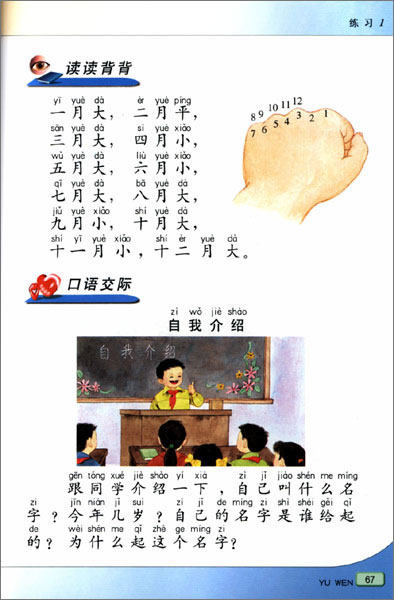 练习 1
读读背背
yī yuè dà èr yuè píng
一月大，二月平，
sān yuè dà sì yuè xiǎo
三月大，四月小，
wǔ yuè dà liù yuè xiǎo
五月大，六月小，
qī yuè dà bā yuè dà
七月大，八月大，
jiǔ yuè xiǎo shí yuè dà
九月小，十月大，
shí yī yuè xiǎo shí èr yuè dà
十一月小，十二月大。
8 9 10 11 12
7 6 5 4 3 2 1
口语交际
zì wǒ jiè shào
自我介绍
自我介绍
gēn tóng xué jiè shào yí xià zì jǐ jiào shén me míng
跟同学介绍一下，自己叫什么名
zi jīn nián jǐ suì zì jǐ de míng zi shì shéi gěi qǐ
字？今年几岁？自己的名字是谁给起
de wèi shén me qǐ zhè ge míng zi
的？为什么起这个名字？
YU WEN 67